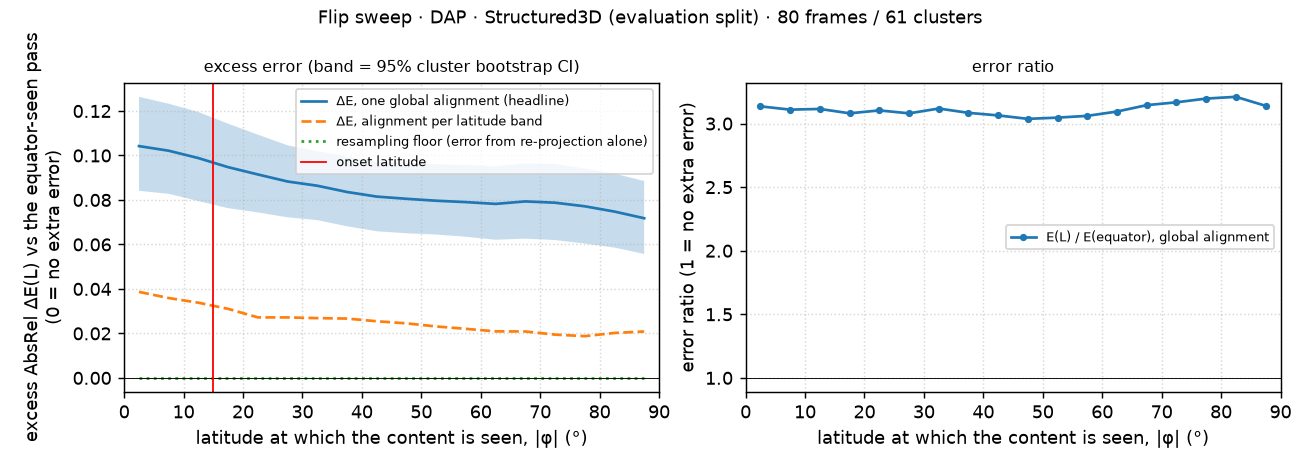 Flip sweep · DAP · Structured3D (evaluation split) · 80 frames / 61 clusters
excess error (band = 95% cluster bootstrap CI)
excess AbsRel ΔE(L) vs the equator-seen pass
(0 = no extra error)
0.12
0.10
0.08
0.06
0.04
0.02
0.00
ΔE, one global alignment (headline)
ΔE, alignment per latitude band
resampling floor (error from re-projection alone)
onset latitude
0 10 20 30 40 50 60 70 80 90
latitude at which the content is seen, |φ| (°)
error ratio
error ratio (1 = no extra error)
3.0
2.5
2.0
1.5
1.0
E(L) / E(equator), global alignment
0 10 20 30 40 50 60 70 80 90
latitude at which the content is seen, |φ| (°)